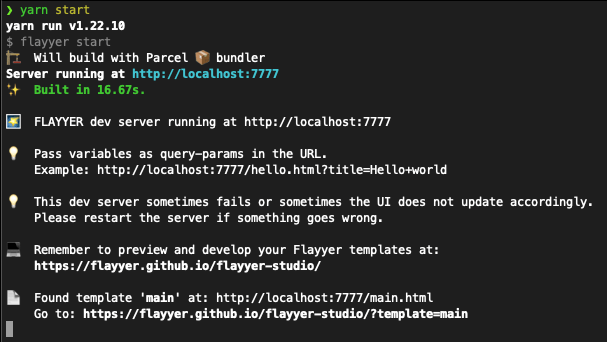 ❯ yarn start
yarn run v1.22.10
$ flayyer start
🏗 Will build with Parcel 📦 bundler
Server running at http://localhost:7777
✨ Built in 16.67s.
🌠 FLAYYER dev server running at http://localhost:7777
💡 Pass variables as query-params in the URL.
Example: http://localhost:7777/hello.html?title=Hello+world
💡 This dev server sometimes fails or sometimes the UI does not update accordingly.
Please restart the server if something goes wrong.
💻 Remember to preview and develop your Flayyer templates at:
https://flayyer.github.io/flayyer-studio/
📄 Found template 'main' at: http://localhost:7777/main.html
Go to: https://flayyer.github.io/flayyer-studio/?template=main